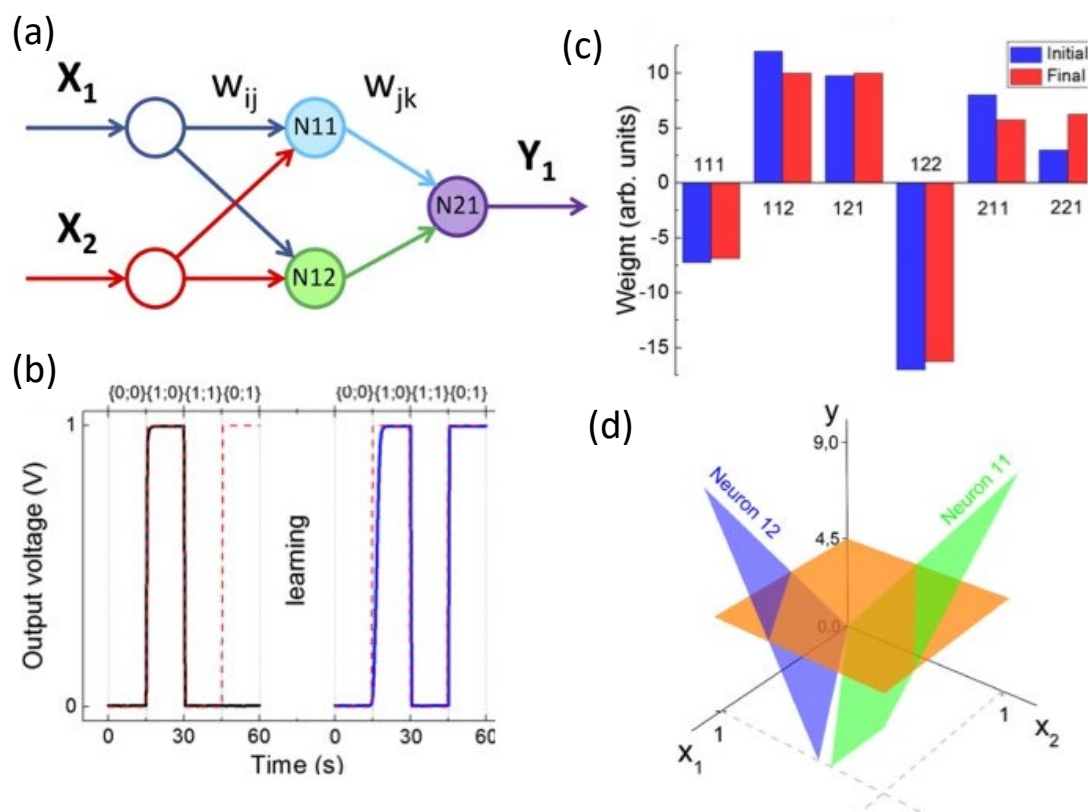 (a)
X1
Wij
Wjk
N11
X2
N12
N21
Y1
(b)
{0;0}{1;0}{1;1}{0;1}
{0;0}{1;0}{1;1}{0;1}
Output voltage (V)
1
0
learning
0
30
60
0
30
60
Time (s)
(c)
Initial
Final
Weight (arb. units)
10
5
0
-5
-10
-15
111
112
121
122
211
221
(d)
y
9,0
4,5
0,0
Neuron 12
Neuron 11
X1
1
1
X2